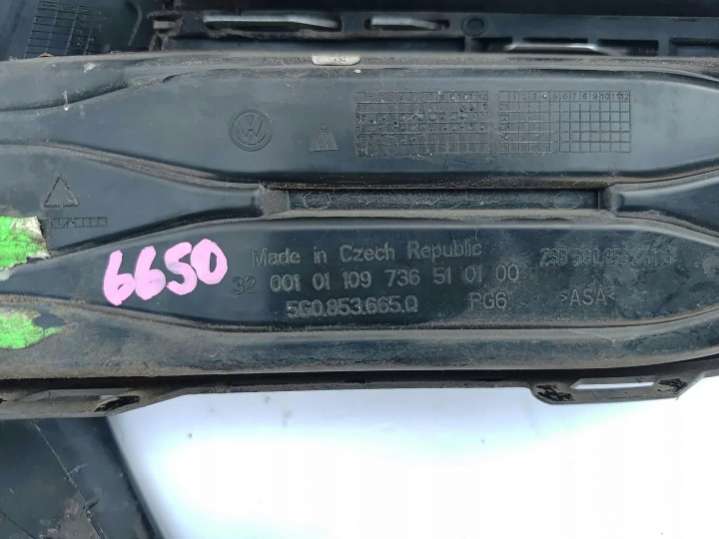 6650
Made in Czech Republic
32 001 01 109 736 51 01 00
5G0.853.665.Q PG6 >ASA<